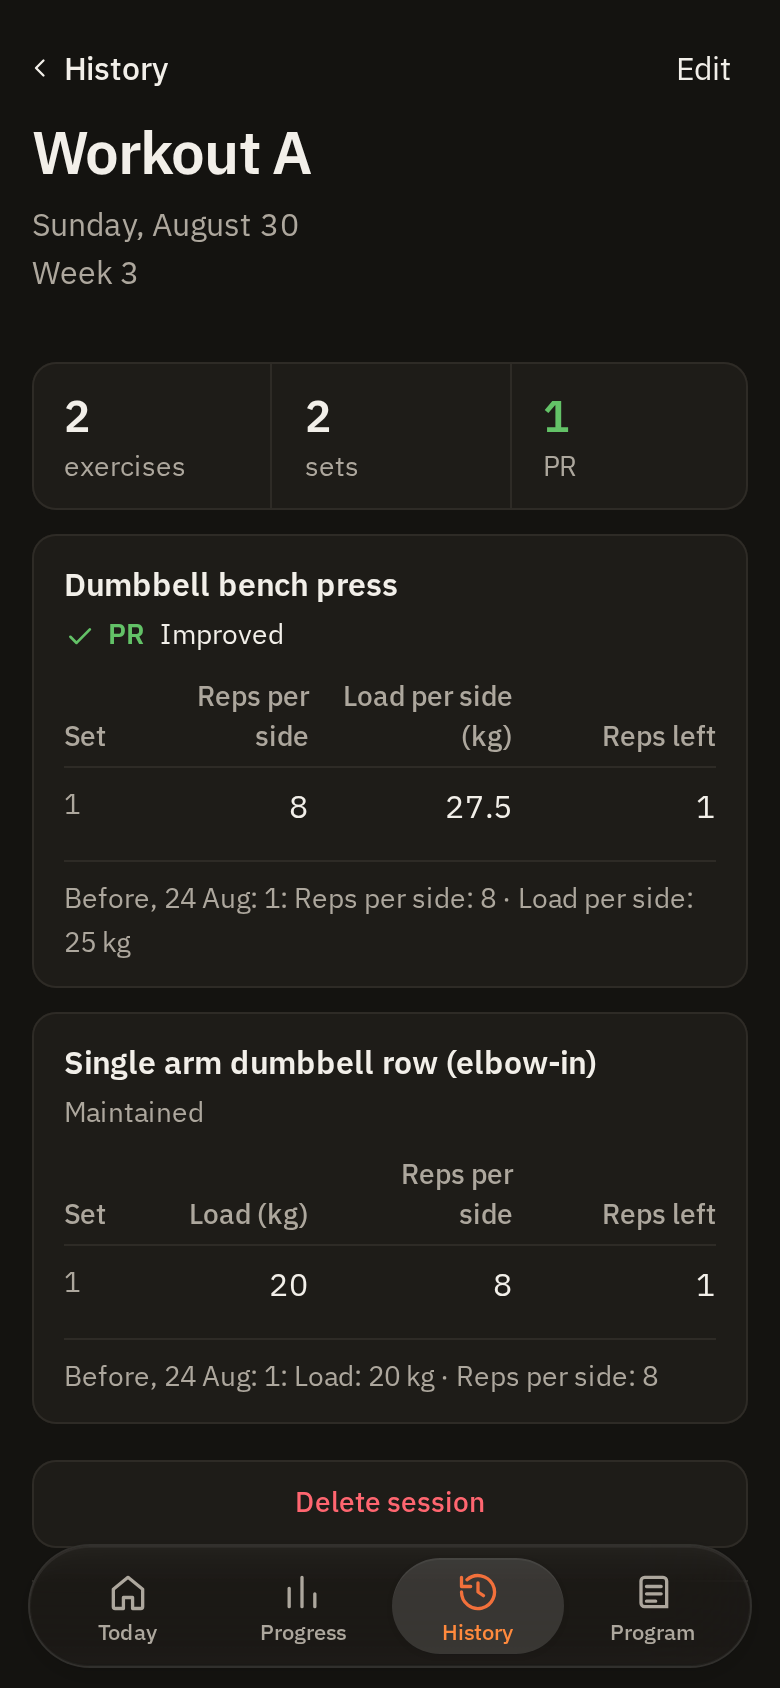 History
Edit
Workout A
Sunday, August 30
Week 3
2
exercises
2
sets
1
PR
Dumbbell bench press
PR Improved
Set Reps per side Load per side (kg) Reps left
1 8 27.5 1
Before, 24 Aug: 1: Reps per side: 8 · Load per side:
25 kg
Single arm dumbbell row (elbow-in)
Maintained
Set Load (kg) Reps per side Reps left
1 20 8 1
Before, 24 Aug: 1: Load: 20 kg · Reps per side: 8
Delete session
Today
Progress
History
Program